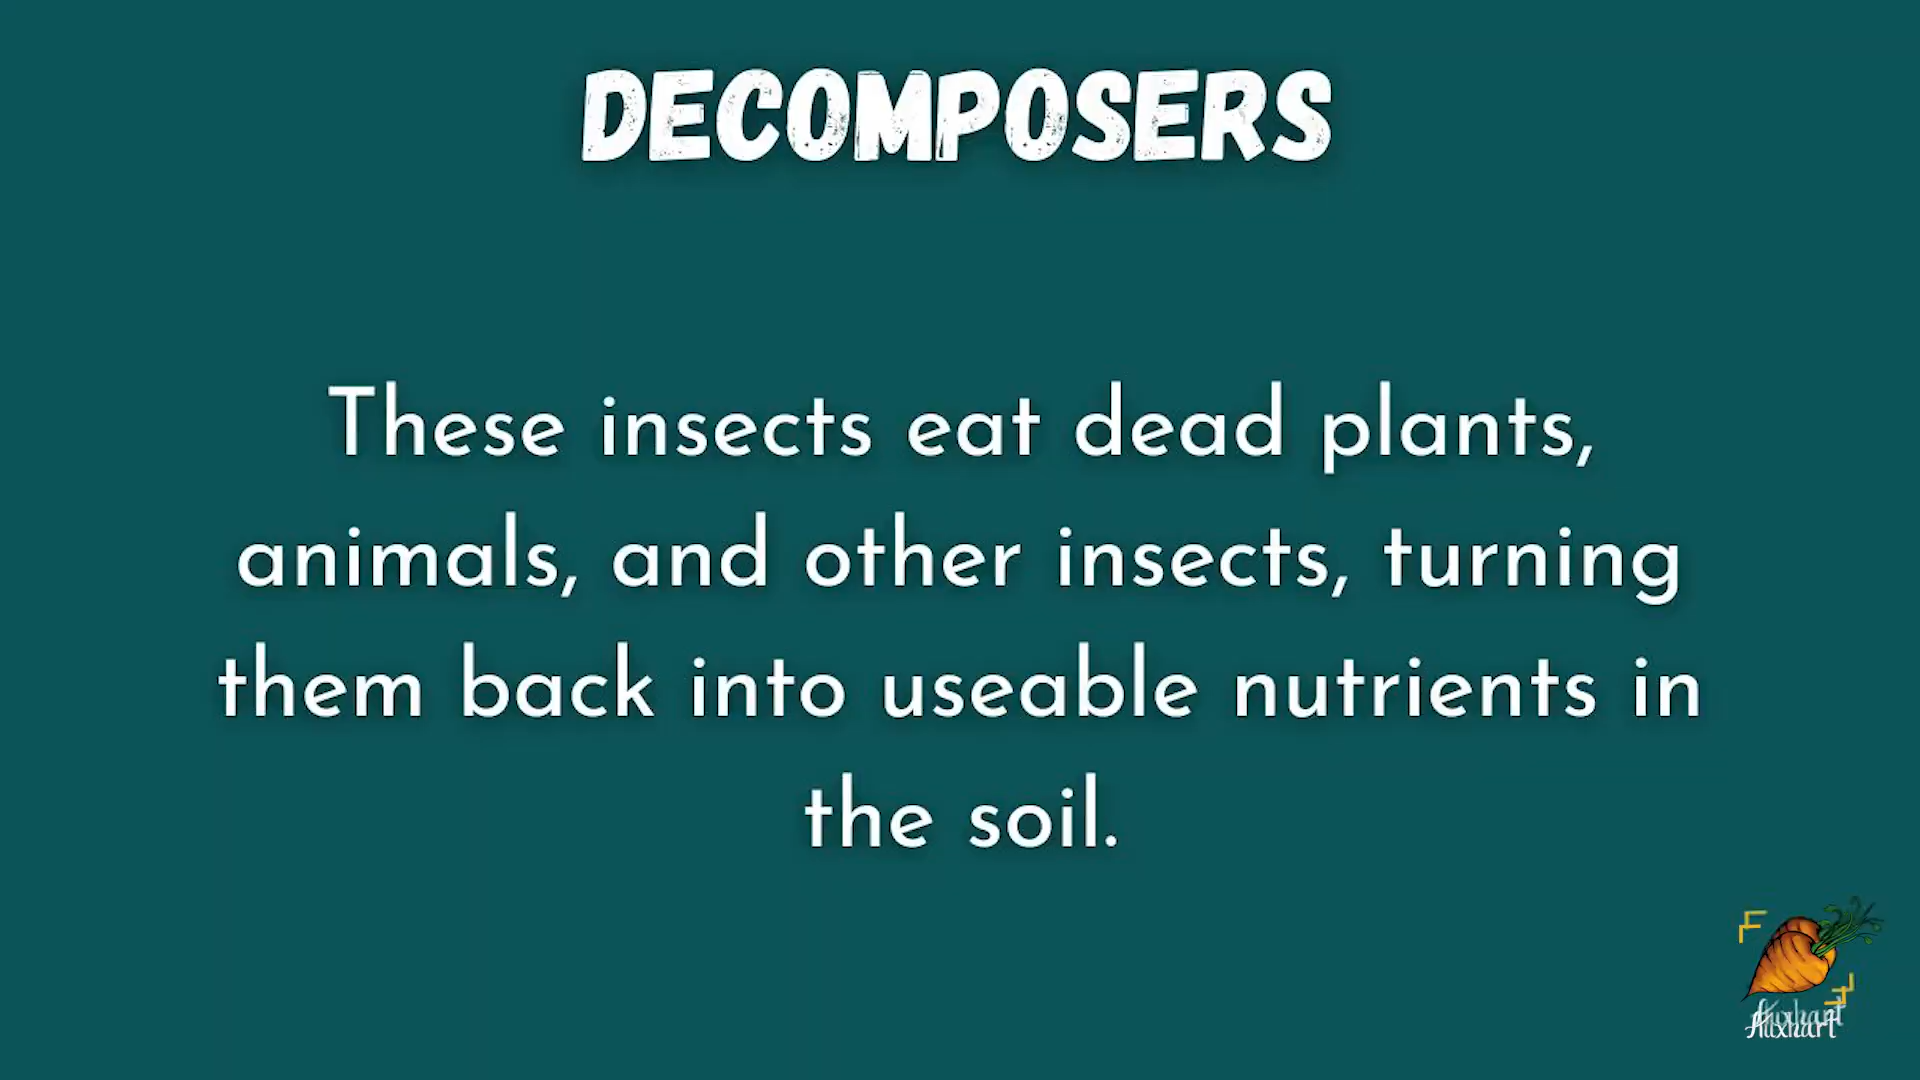 DECOMPOSERS
These insects eat dead plants,
animals, and other insects, turning
them back into useable nutrients in
the soil.